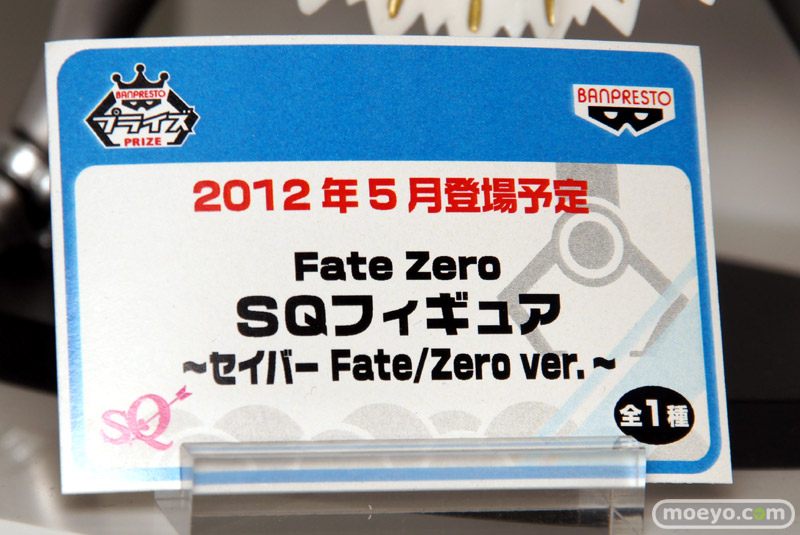 BANPRESTO
プライズ
PRIZE
BANPRESTO
2012年5月登場予定
Fate Zero
SQフィギュア
~セイバー Fate/Zero ver.~
SQ
全1種
moeyo.com